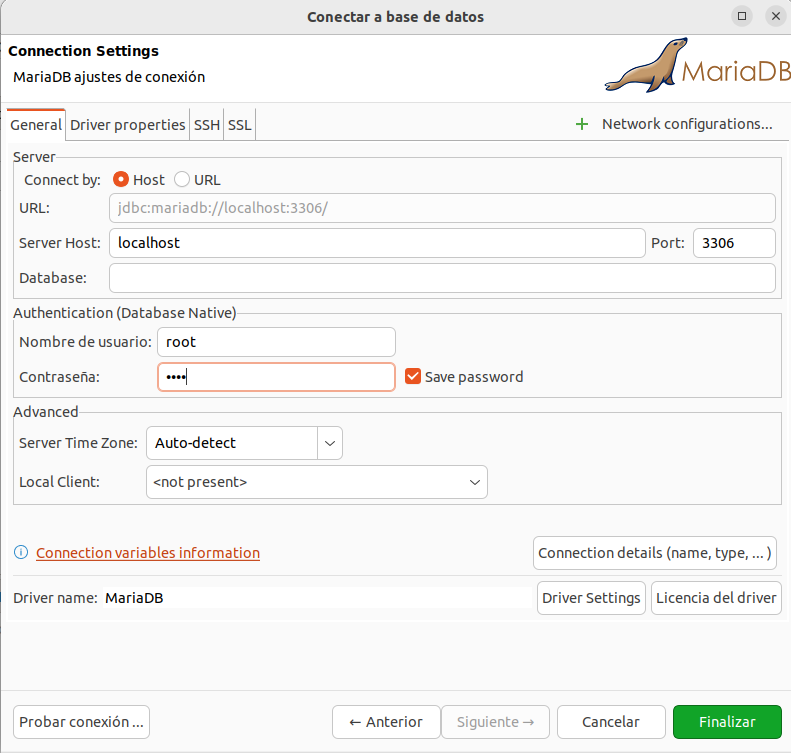 Conectar a base de datos
Connection Settings
MariaDB ajustes de conexión
MariaDB
General Driver properties SSH SSL
+ Network configurations...
Server
Connect by: Host URL
URL: jdbc:mariadb://localhost:3306/
Server Host: localhost Port: 3306
Database:
Authentication (Database Native)
Nombre de usuario: root
Contraseña: •••• Save password
Advanced
Server Time Zone: Auto-detect
Local Client: <not present>
Connection variables information Connection details (name, type, ... )
Driver name: MariaDB Driver Settings Licencia del driver
Probar conexión ... ← Anterior Siguiente → Cancelar Finalizar